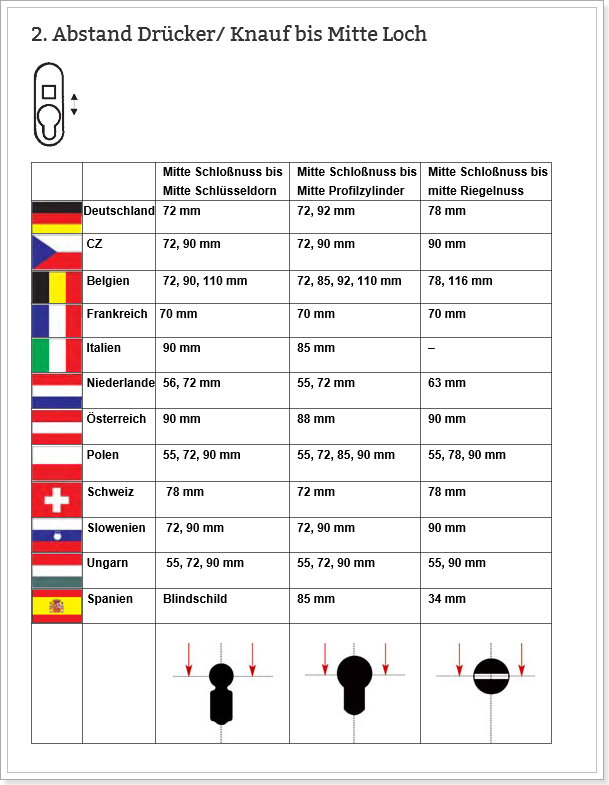 2. Abstand Drücker/ Knauf bis Mitte Loch
Mitte Schloßnuss bis Mitte Schloßnuss bis Mitte Schloßnuss bis
Mitte Schlüsseldorn Mitte Profilzylinder mitte Riegelnuss
Deutschland 72 mm 72, 92 mm 78 mm
CZ 72, 90 mm 72, 90 mm 90 mm
Belgien 72, 90, 110 mm 72, 85, 92, 110 mm 78, 116 mm
Frankreich 70 mm 70 mm 70 mm
Italien 90 mm 85 mm –
Niederlande 56, 72 mm 55, 72 mm 63 mm
Österreich 90 mm 88 mm 90 mm
Polen 55, 72, 90 mm 55, 72, 85, 90 mm 55, 78, 90 mm
Schweiz 78 mm 72 mm 78 mm
Slowenien 72, 90 mm 72, 90 mm 90 mm
Ungarn 55, 72, 90 mm 55, 72, 90 mm 55, 90 mm
Spanien Blindschild 85 mm 34 mm